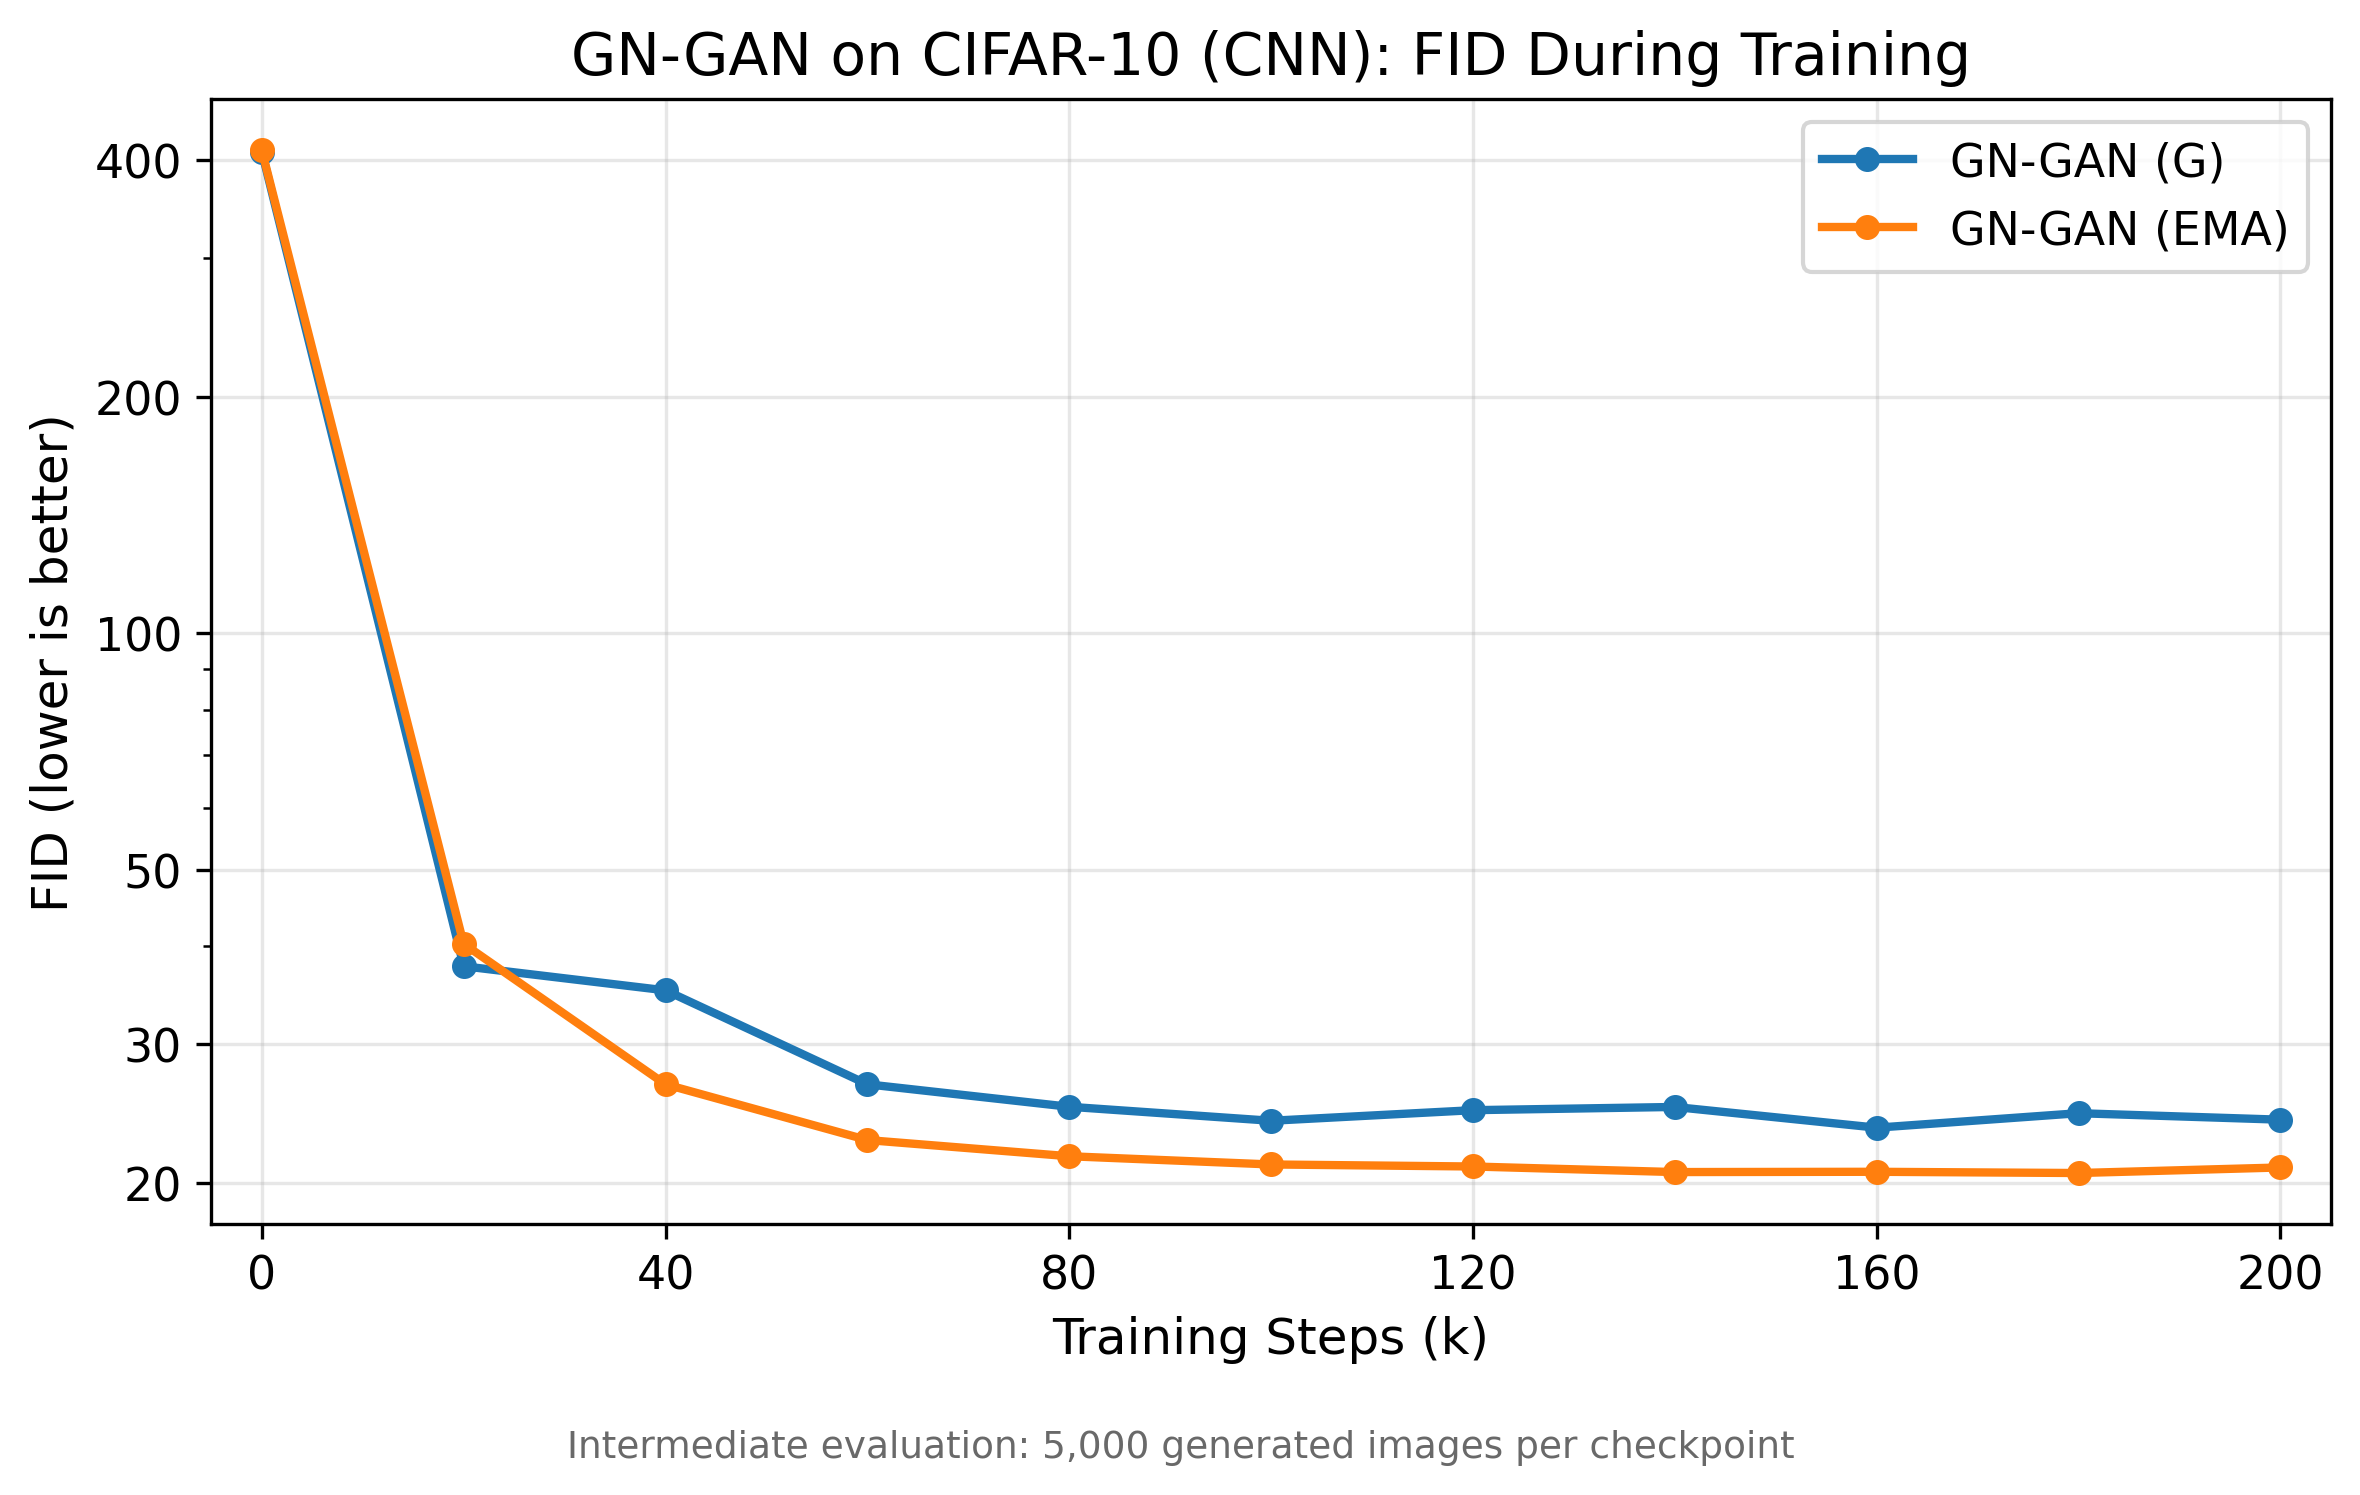 GN-GAN on CIFAR-10 (CNN): FID During Training
GN-GAN (G)
GN-GAN (EMA)
FID (lower is better)
400
200
100
50
30
20
0 40 80 120 160 200
Training Steps (k)
Intermediate evaluation: 5,000 generated images per checkpoint